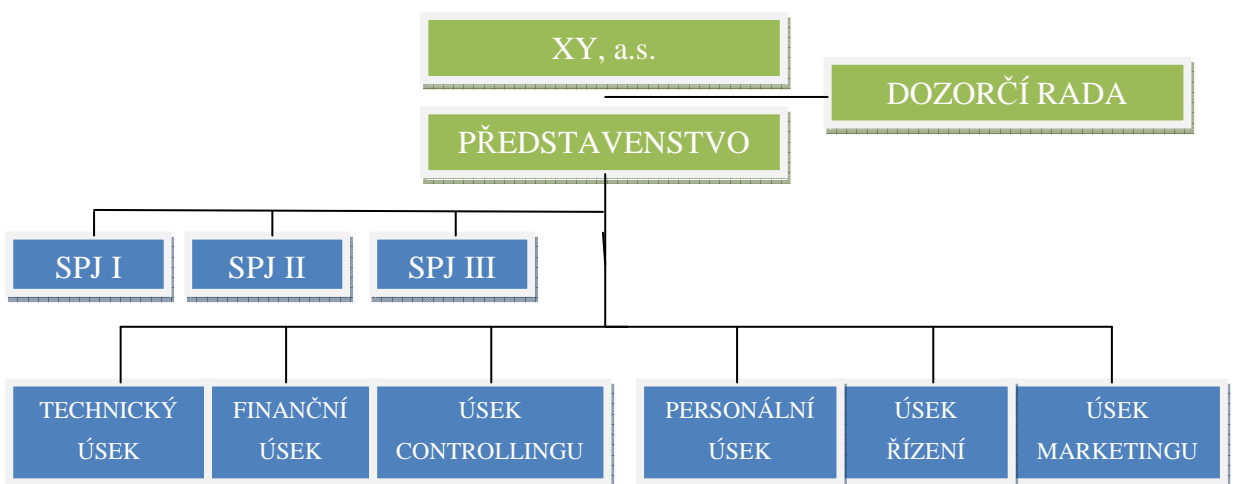 XY, a.s.
DOZORČÍ RADA
PŘEDSTAVENSTVO
SPJ I
SPJ II
SPJ III
TECHNICKÝ
ÚSEK
FINANČNÍ
ÚSEK
ÚSEK
CONTROLLINGU
PERSONÁLNÍ
ÚSEK
ÚSEK
ŘÍZENÍ
ÚSEK
MARKETINGU